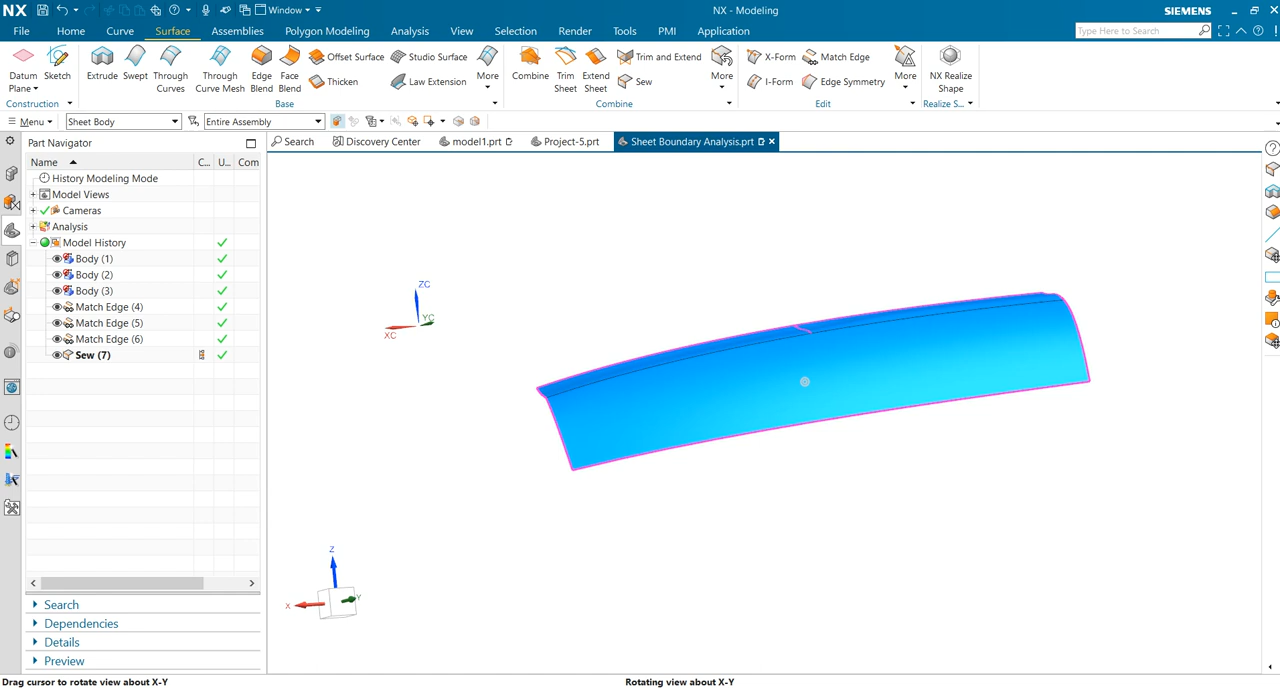 NX Window NX - Modeling SIEMENS
File Home Curve Surface Assemblies Polygon Modeling Analysis View Selection Render Tools PMI Application Type Here to Search
Datum Plane Sketch Extrude Swept Through Curves Through Curve Mesh Edge Blend Face Blend Offset Surface Thicken Studio Surface Law Extension More Combine Trim Sheet Extend Sheet Trim and Extend Sew More X-Form I-Form Match Edge Edge Symmetry More NX Realize Shape
Construction Base Combine Edit Realize S...
Menu Sheet Body Entire Assembly
Part Navigator
Search Discovery Center model1.prt Project-5.prt Sheet Boundary Analysis.prt
Name C... U... Com
History Modeling Mode
Model Views
Cameras
Analysis
Model History
Body (1)
Body (2)
Body (3)
Match Edge (4)
Match Edge (5)
Match Edge (6)
Sew (7)
ZC
YC
XC
Z
Y
X
Search
Dependencies
Details
Preview
Drag cursor to rotate view about X-Y Rotating view about X-Y